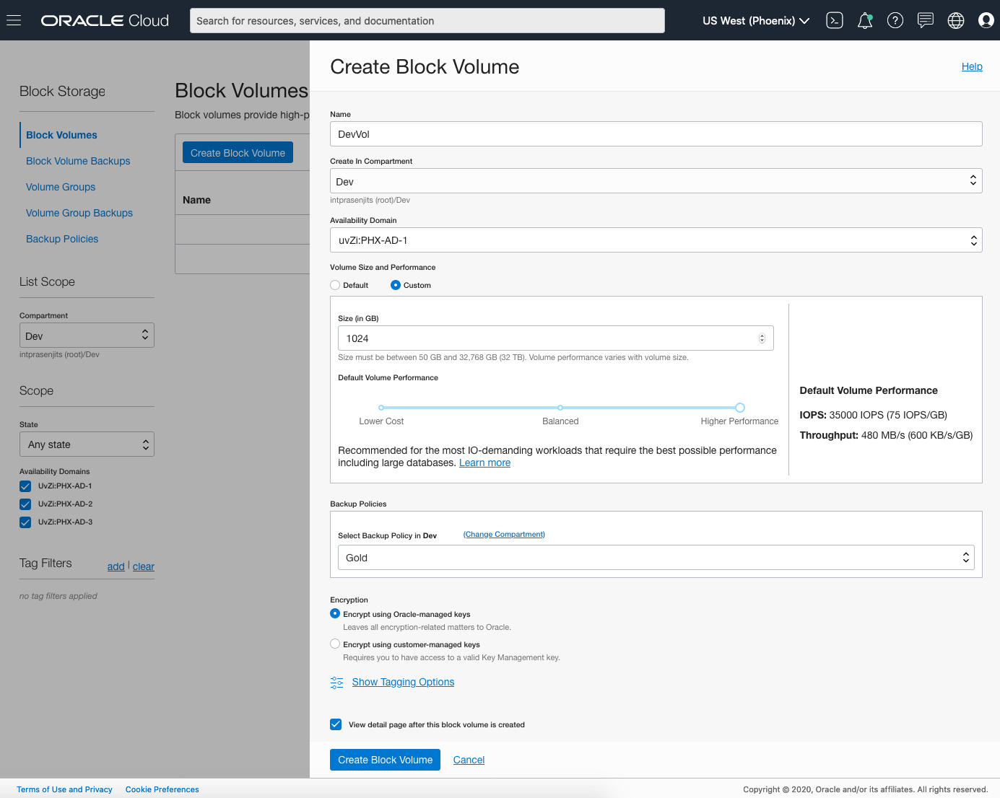 ORACLE Cloud
Search for resources, services, and documentation
US West (Phoenix)
Block Storage
Block Volumes
Block Volume Backups
Volume Groups
Volume Group Backups
Backup Policies
List Scope
Compartment
Dev
intprasenjits (root)/Dev
Scope
State
Any state
Availability Domains
UvZi:PHX-AD-1
UvZi:PHX-AD-2
UvZi:PHX-AD-3
Tag Filters
add | clear
no tag filters applied
Block Volumes
Block volumes provide high-p
Create Block Volume
Name
Create Block Volume
Help
Name
DevVol
Create In Compartment
Dev
intprasenjits (root)/Dev
Availability Domain
uvZi:PHX-AD-1
Volume Size and Performance
Default
Custom
Size (in GB)
1024
Size must be between 50 GB and 32,768 GB (32 TB). Volume performance varies with volume size.
Default Volume Performance
Lower Cost
Balanced
Higher Performance
Recommended for the most IO-demanding workloads that require the best possible performance
including large databases. Learn more
Default Volume Performance
IOPS: 35000 IOPS (75 IOPS/GB)
Throughput: 480 MB/s (600 KB/s/GB)
Backup Policies
Select Backup Policy in Dev (Change Compartment)
Gold
Encryption
Encrypt using Oracle-managed keys
Leaves all encryption-related matters to Oracle.
Encrypt using customer-managed keys
Requires you to have access to a valid Key Management key.
Show Tagging Options
View detail page after this block volume is created
Create Block Volume
Cancel
Terms of Use and Privacy
Cookie Preferences
Copyright © 2020, Oracle and/or its affiliates. All rights reserved.